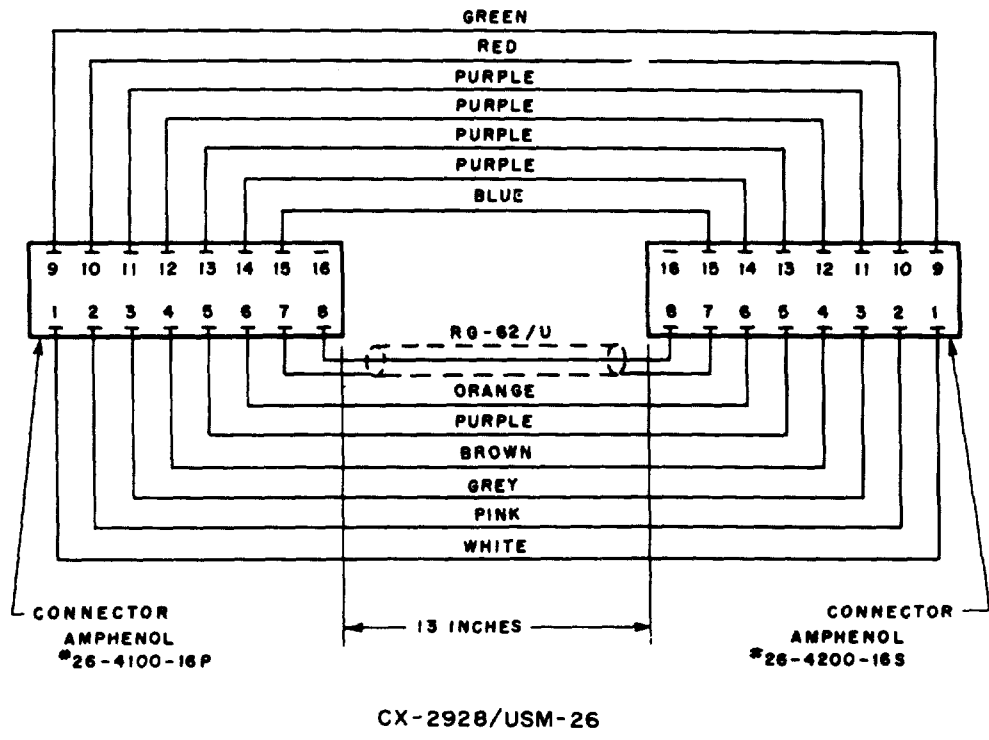 GREEN
RED
PURPLE
PURPLE
PURPLE
PURPLE
BLUE
9 10 11 12 13 14 15 16
16 15 14 13 12 11 10 9
1 2 3 4 5 6 7 8
8 7 6 5 4 3 2 1
RG-62/U
ORANGE
PURPLE
BROWN
GREY
PINK
WHITE
CONNECTOR
AMPHENOL
#26-4100-16P
13 INCHES
CONNECTOR
AMPHENOL
#26-4200-16S
CX-2928/USM-26